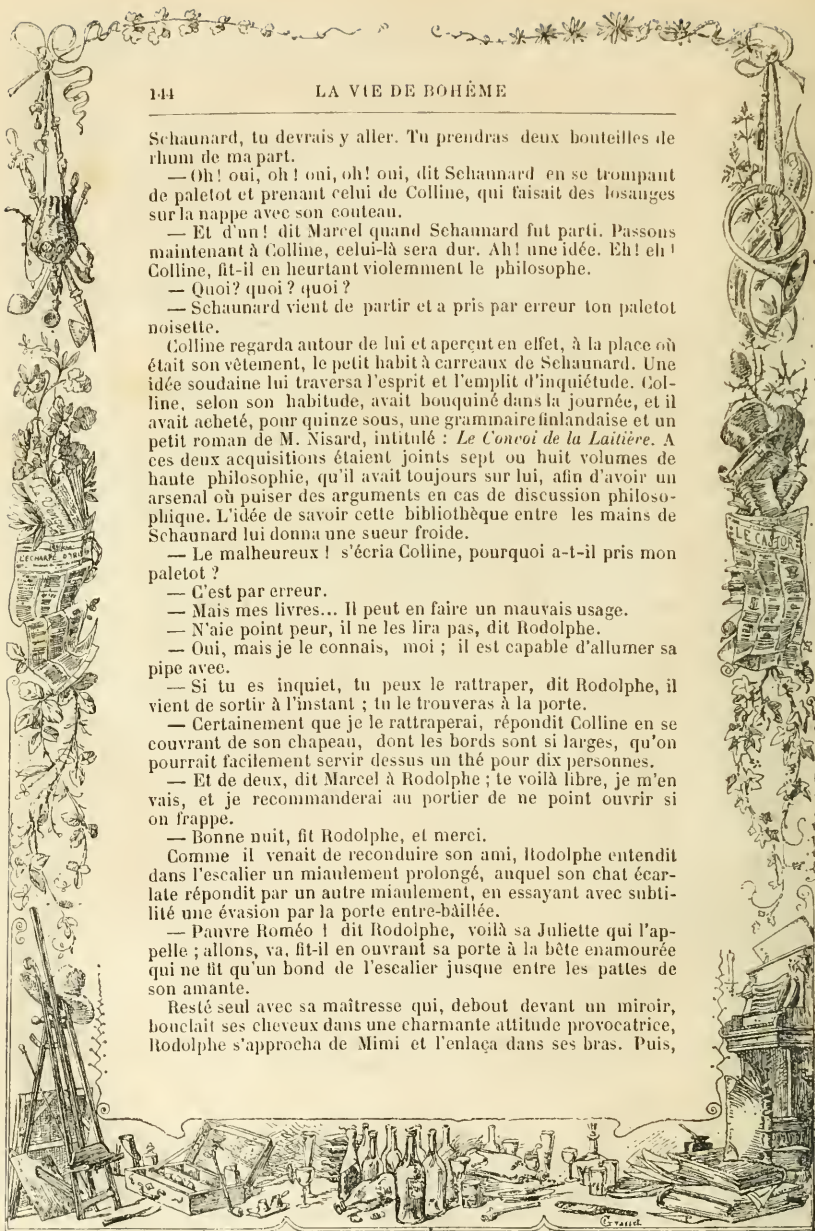 144 LA VIE DE BOHÈME
Schaunard, tu devrais y aller. Tu prendras deux bouteilles de
rhum de ma part.
— Oh! oui, oh! oui, oh! oui, dit Schaunard en se trompant
de paletot et prenant celui de Colline, qui faisait des losanges
sur la nappe avec son couteau.
— Et d'un! dit Marcel quand Schaunard fut parti. Passons
maintenant à Colline, celui-là sera dur. Ah! une idée. Eh! eh!
Colline, fit-il en heurtant violemment le philosophe.
— Quoi? quoi? quoi?
— Schaunard vient de partir et a pris par erreur ton paletot
noisette.
Colline regarda autour de lui et aperçut en effet, à la place où
était son vêtement, le petit habit à carreaux de Schaunard. Une
idée soudaine lui traversa l'esprit et l'emplit d'inquiétude. Col-
line, selon son habitude, avait bouquiné dans la journée, et il
avait acheté, pour quinze sous, une grammaire finlandaise et un
petit roman de M. Nisard, intitulé : Le Convoi de la Laitière. A
ces deux acquisitions étaient joints sept ou huit volumes de
haute philosophie, qu'il avait toujours sur lui, afin d'avoir un
arsenal où puiser des arguments en cas de discussion philoso-
phique. L'idée de savoir cette bibliothèque entre les mains de
Schaunard lui donna une sueur froide.
— Le malheureux ! s'écria Colline, pourquoi a-t-il pris mon
paletot ?
— C'est par erreur.
— Mais mes livres... Il peut en faire un mauvais usage.
— N'aie point peur, il ne les lira pas, dit Rodolphe.
— Oui, mais je le connais, moi ; il est capable d'allumer sa
pipe avec.
— Si tu es inquiet, tu peux le rattraper, dit Rodolphe, il
vient de sortir à l'instant ; tu le trouveras à la porte.
— Certainement que je le rattraperai, répondit Colline en se
couvrant de son chapeau, dont les bords sont si larges, qu'on
pourrait facilement servir dessus un thé pour dix personnes.
— Et de deux, dit Marcel à Rodolphe ; te voilà libre, je m'en
vais, et je recommanderai au portier de ne point ouvrir si
on frappe.
— Bonne nuit, fit Rodolphe, et merci.
Comme il venait de reconduire son ami, Rodolphe entendit
dans l'escalier un miaulement prolongé, auquel son chat écar-
late répondit par un autre miaulement, en essayant avec subti-
lité une évasion par la porte entre-bâillée.
— Pauvre Roméo ! dit Rodolphe, voilà sa Juliette qui l'ap-
pelle ; allons, va, fit-il en ouvrant sa porte à la bête enamourée
qui ne fit qu'un bond de l'escalier jusque entre les pattes de
son amante.
Resté seul avec sa maîtresse qui, debout devant un miroir,
bouclait ses cheveux dans une charmante attitude provocatrice,
Rodolphe s'approcha de Mimi et l'enlaça dans ses bras. Puis,
L'ÉCHARPE D'IRIS
LE CASTOR
Grasset